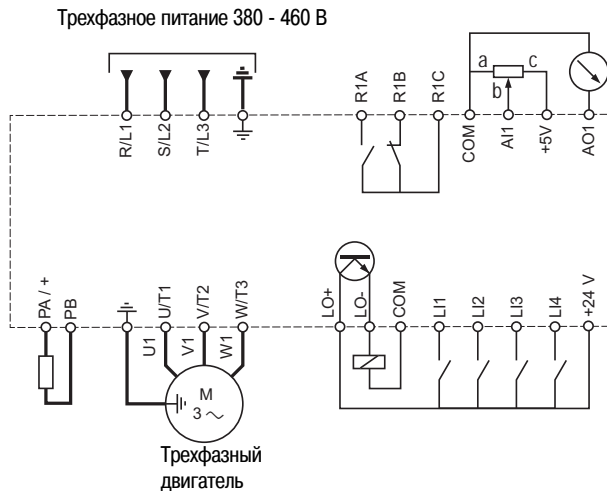 Трехфазное питание 380 - 460 В
a
c
b
R/L1
S/L2
T/L3
R1A
R1B
R1C
COM
AI1
+5V
AO1
PA / +
PB
U/T1
V/T2
W/T3
LO+
LO-
COM
LI1
LI2
LI3
LI4
+24 V
U1
V1
W1
M
3 ~
Трехфазный
двигатель